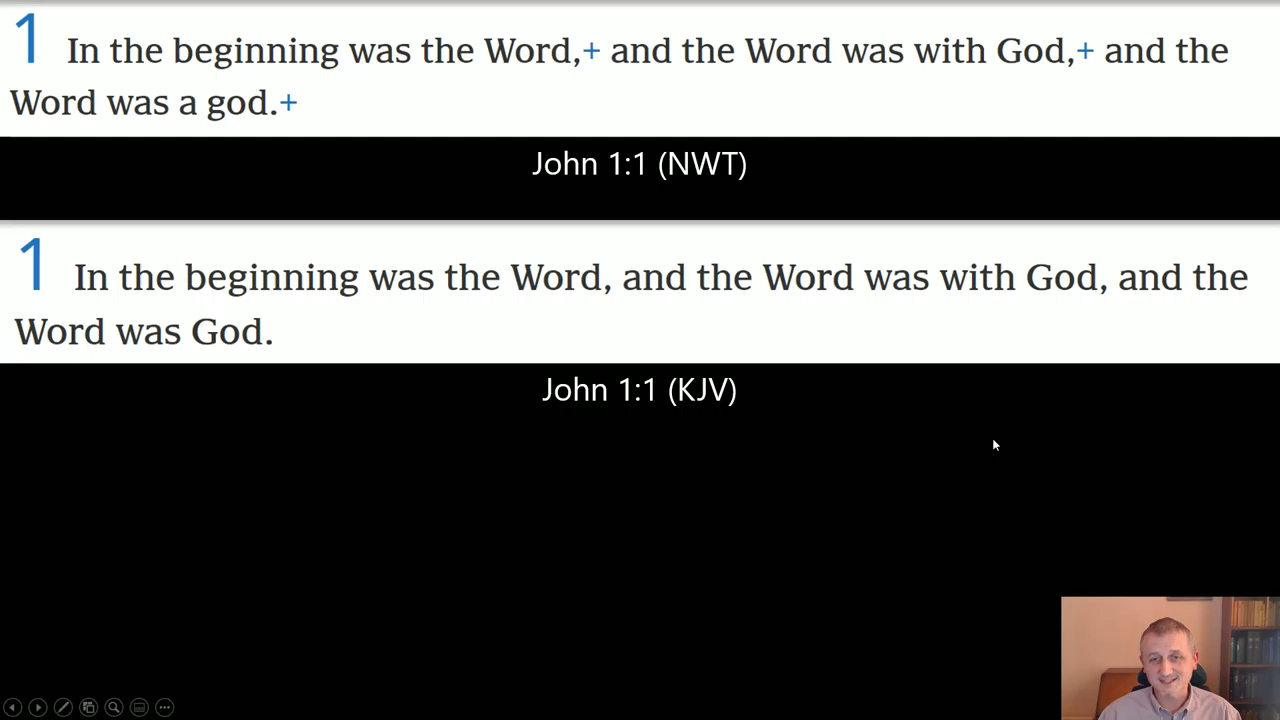 1 In the beginning was the Word,+ and the Word was with God,+ and the
Word was a god.+
John 1:1 (NWT)
1 In the beginning was the Word, and the Word was with God, and the
Word was God.
John 1:1 (KJV)